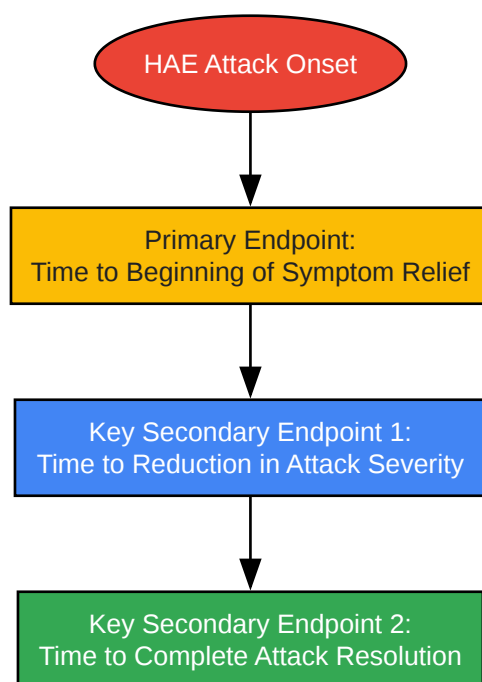 HAE Attack Onset
Primary Endpoint:
Time to Beginning of Symptom Relief
Key Secondary Endpoint 1:
Time to Reduction in Attack Severity
Key Secondary Endpoint 2:
Time to Complete Attack Resolution